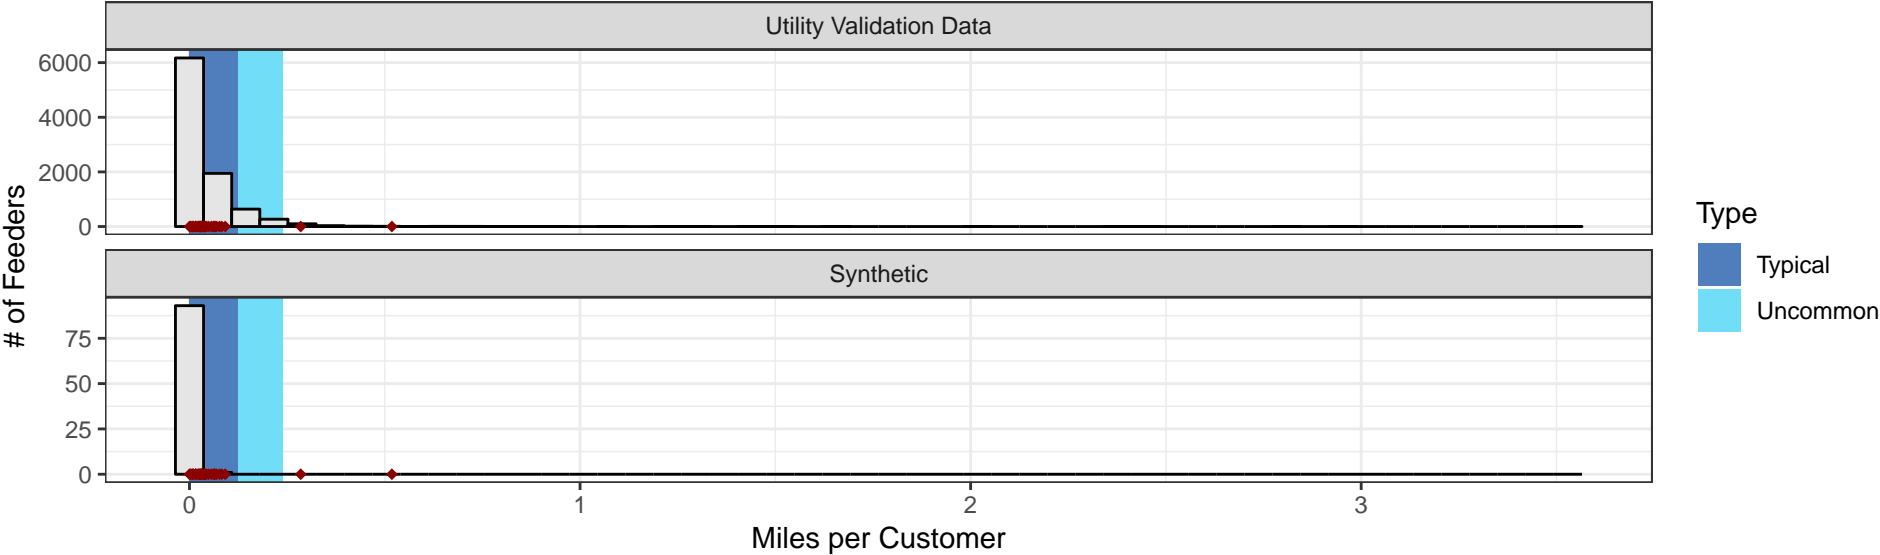 Utility Validation Data
6000
4000
2000
0
# of Feeders
Synthetic
75
50
25
0
0 1 2 3
Miles per Customer
Type
Typical
Uncommon